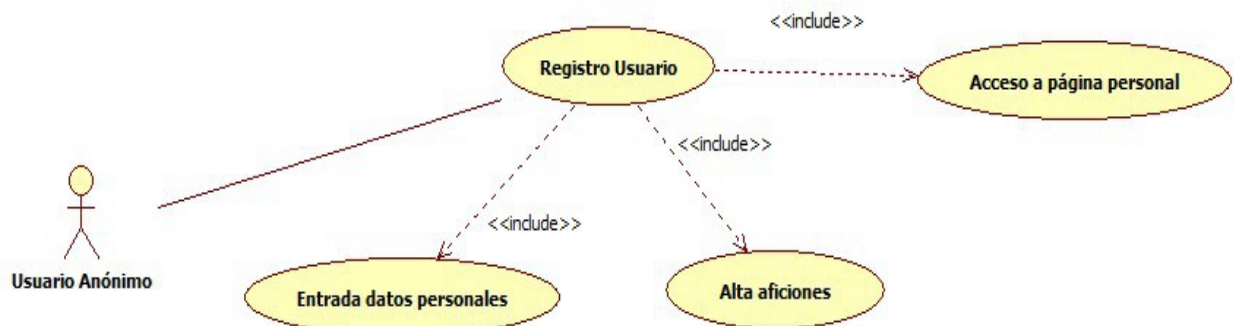 <<include>>
Registro Usuario
Acceso a página personal
<<include>>
<<include>>
Usuario Anónimo
Entrada datos personales
Alta aficiones